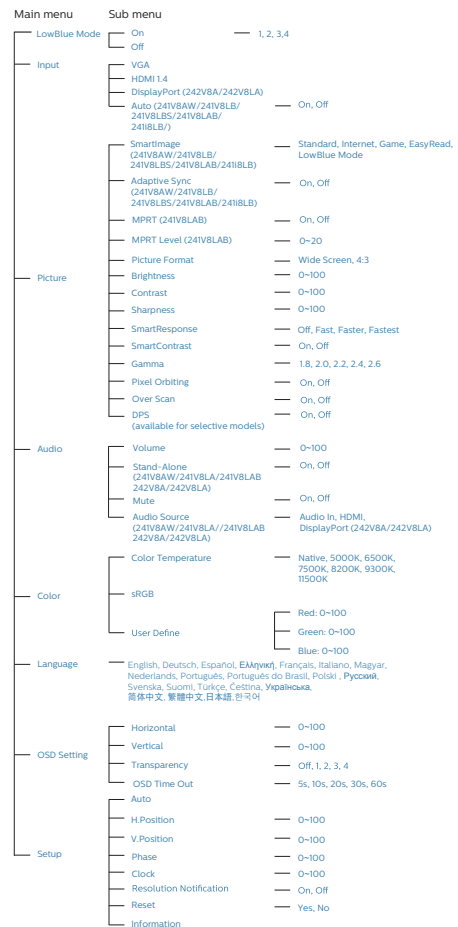 Main menu Sub menu
LowBlue Mode On 1, 2, 3,4
Off
Input VGA
HDMI 1.4
DisplayPort (242V8A/242V8LA)
Auto (241V8AW/241V8LB/ On, Off
241V8LBS/241V8LAB/
241i8LB/)
SmartImage Standard, Internet, Game, EasyRead,
(241V8AW/241V8LB/ LowBlue Mode
241V8LBS/241V8LAB/241i8LB)
Adaptive Sync On, Off
(241V8AW/241V8LB/
241V8LBS/241V8LAB/241i8LB)
MPRT (241V8LAB) On, Off
MPRT Level (241V8LAB) 0~20
Picture Format Wide Screen, 4:3
Picture Brightness 0~100
Contrast 0~100
Sharpness 0~100
SmartResponse Off, Fast, Faster, Fastest
SmartContrast On, Off
Gamma 1.8, 2.0, 2.2, 2.4, 2.6
Pixel Orbiting On, Off
Over Scan On, Off
DPS On, Off
(available for selective models)
Audio Volume 0~100
Stand-Alone On, Off
(241V8AW/241V8LA/241V8LAB
242V8A/242V8LA)
Mute On, Off
Audio Source Audio In, HDMI,
(241V8AW/241V8LA//241V8LAB DisplayPort (242V8A/242V8LA)
242V8A/242V8LA)
Color Temperature Native, 5000K, 6500K,
7500K, 8200K, 9300K,
11500K
Color sRGB
Red: 0~100
User Define Green: 0~100
Blue: 0~100
Language English, Deutsch, Español, Ελληνική, Français, Italiano, Magyar,
Nederlands, Português, Português do Brasil, Polski , Русский,
Svenska, Suomi, Türkçe, Čeština, Українська,
简体中文, 繁體中文,日本語,한국어
Horizontal 0~100
Vertical 0~100
OSD Setting Transparency Off, 1, 2, 3, 4
OSD Time Out 5s, 10s, 20s, 30s, 60s
Auto
H.Position 0~100
V.Position 0~100
Setup Phase 0~100
Clock 0~100
Resolution Notification On, Off
Reset Yes, No
Information